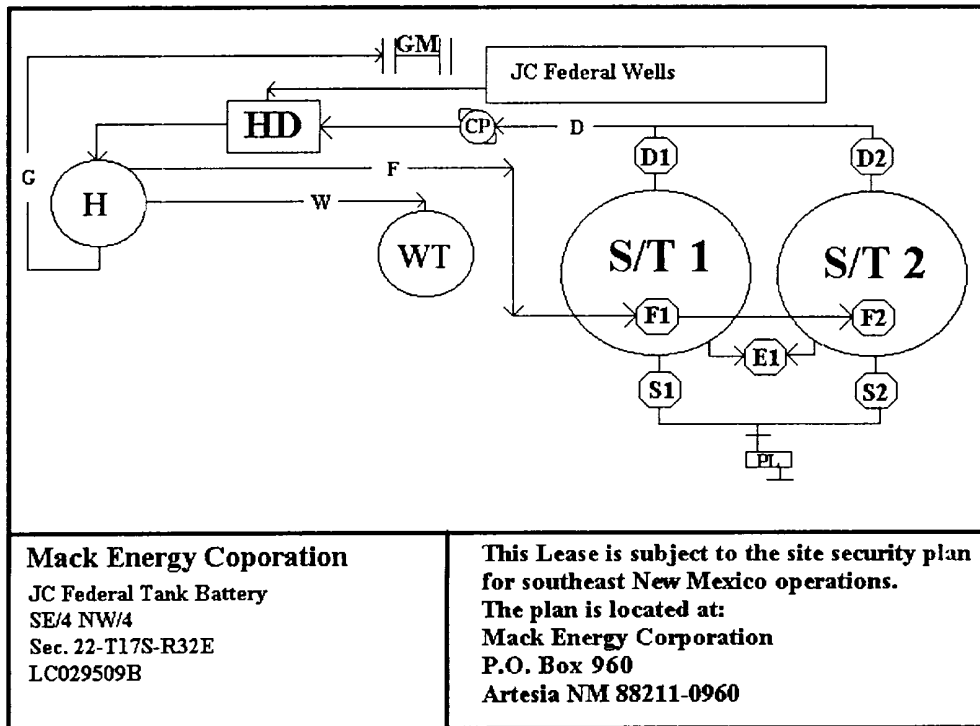 GM
JC Federal Wells
HD
CP
D
D1
D2
G
F
H
W
WT
S/T 1
S/T 2
F1
F2
E1
S1
S2
PL
Mack Energy Coporation
JC Federal Tank Battery
SE/4 NW/4
Sec. 22-T17S-R32E
LC029509B
This Lease is subject to the site security plan
for southeast New Mexico operations.
The plan is located at:
Mack Energy Corporation
P.O. Box 960
Artesia NM 88211-0960